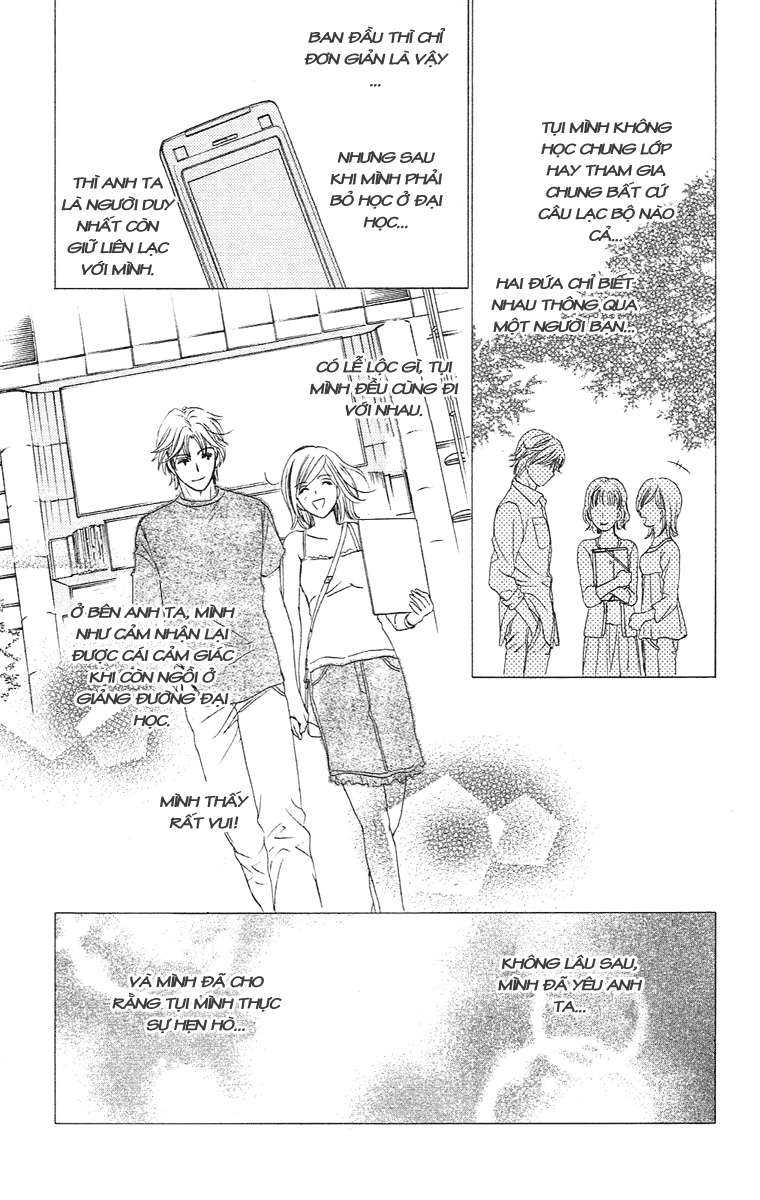 TỤI MÌNH KHÔNG
HỌC CHUNG LỚP
HAY THAM GIA
CHUNG BẤT CỨ
CÂU LẠC BỘ NÀO
CẢ...
HAI ĐỨA CHỈ BIẾT
NHAU THÔNG QUA
MỘT NGƯỜI BẠN...
BAN ĐẦU THÌ CHỈ
ĐƠN GIẢN LÀ VẬY
...
NHƯNG SAU
KHI MÌNH PHẢI
BỎ HỌC Ở ĐẠI
HỌC...
THÌ ANH TA
LÀ NGƯỜI DUY
NHẤT CÒN
GIỮ LIÊN LẠC
VỚI MÌNH.
CÓ LỄ LỘC GÌ, TỤI
MÌNH ĐỀU CÙNG ĐI
VỚI NHAU.
Ở BÊN ANH TA, MÌNH
NHƯ CẢM NHẬN LẠI
ĐƯỢC CÁI CẢM GIÁC
KHI CÒN NGỒI Ở
GIẢNG ĐƯỜNG ĐẠI
HỌC.
MÌNH THẤY
RẤT VUI!
KHÔNG LÂU SAU,
MÌNH ĐÃ YÊU ANH
TA...
VÀ MÌNH ĐÃ CHO
RẰNG TỤI MÌNH THỰC
SỰ HẸN HÒ...